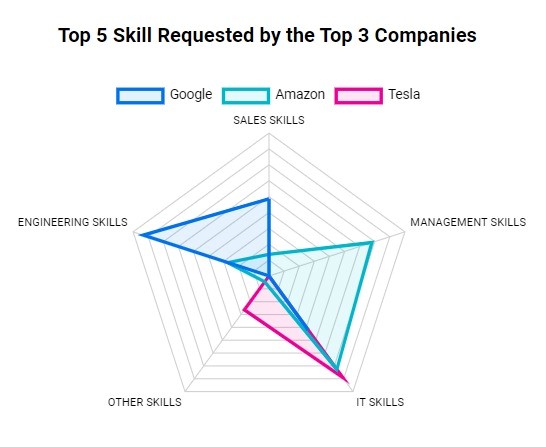 Top 5 Skill Requested by the Top 3 Companies
Google Amazon Tesla
SALES SKILLS
ENGINEERING SKILLS
MANAGEMENT SKILLS
OTHER SKILLS
IT SKILLS